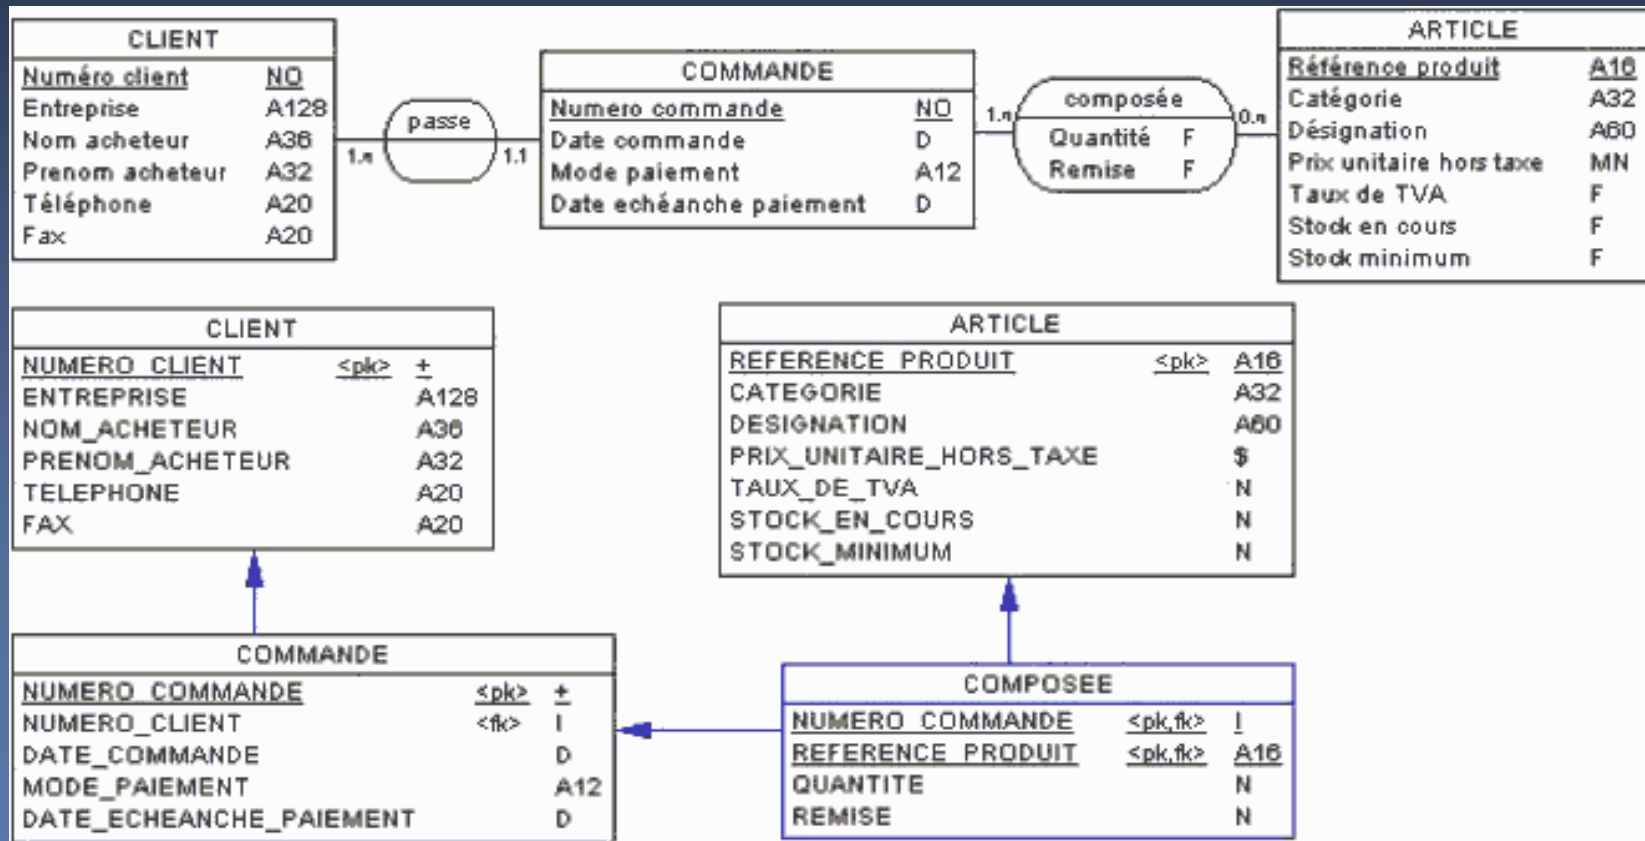 CLIENT
Numéro client NO
Entreprise A128
Nom acheteur A36
Prenom acheteur A32
Téléphone A20
Fax A20
1.n
passe
1.1
COMMANDE
Numero commande NO
Date commande D
Mode paiement A12
Date echéanche paiement D
1.n
composée
Quantité F
Remise F
0.n
ARTICLE
Référence produit A16
Catégorie A32
Désignation A60
Prix unitaire hors taxe MN
Taux de TVA F
Stock en cours F
Stock minimum F
CLIENT
NUMERO_CLIENT <pk> +
ENTREPRISE A128
NOM_ACHETEUR A36
PRENOM_ACHETEUR A32
TELEPHONE A20
FAX A20
ARTICLE
REFERENCE_PRODUIT <pk> A16
CATEGORIE A32
DESIGNATION A60
PRIX_UNITAIRE_HORS_TAXE $
TAUX_DE_TVA N
STOCK_EN_COURS N
STOCK_MINIMUM N
COMMANDE
NUMERO_COMMANDE <pk> +
NUMERO_CLIENT <fk> I
DATE_COMMANDE D
MODE_PAIEMENT A12
DATE_ECHEANCHE_PAIEMENT D
COMPOSEE
NUMERO_COMMANDE <pk,fk> I
REFERENCE_PRODUIT <pk,fk> A16
QUANTITE N
REMISE N